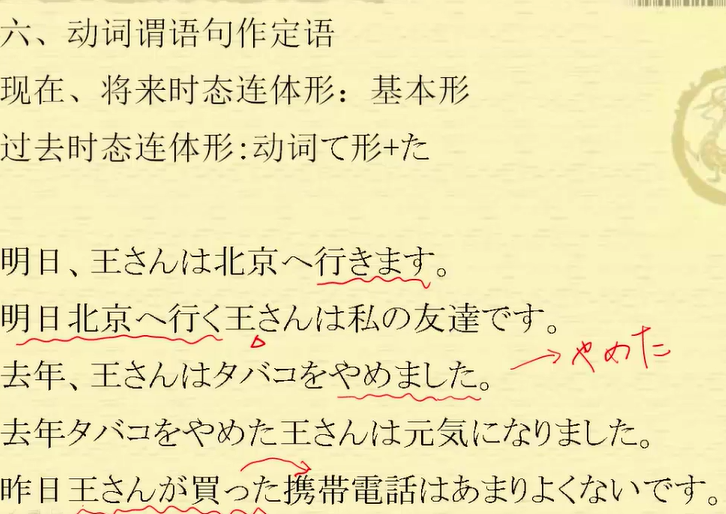 六、动词谓语句作定语
现在、将来时态连体形：基本形
过去时态连体形:动词て形+た
明日、王さんは北京へ行きます。
明日北京へ行く王さんは私の友達です。
去年、王さんはタバコをやめました。
やめた
去年タバコをやめた王さんは元気になりました。
昨日王さんが買った携帯電話はあまりよくないです。